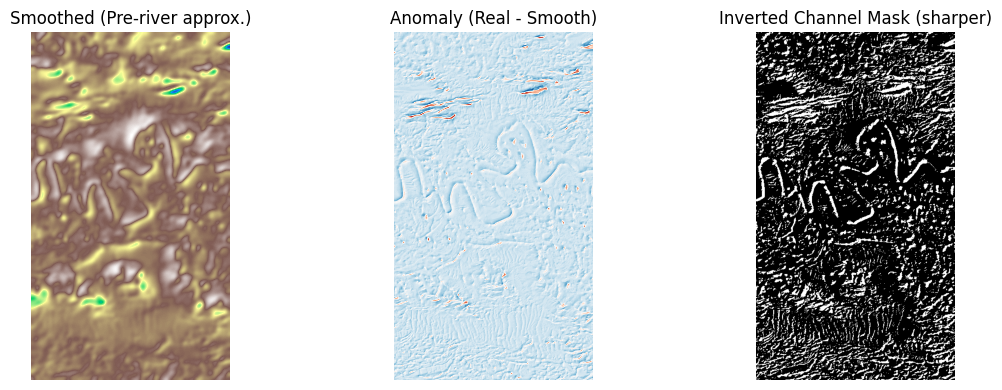 Smoothed (Pre-river approx.)
Anomaly (Real - Smooth)
Inverted Channel Mask (sharper)